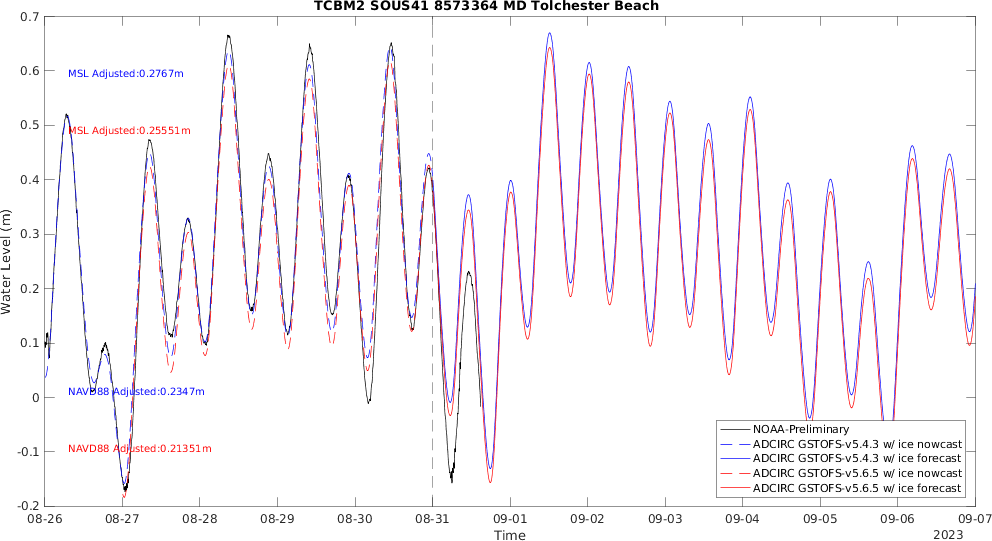 TCBM2 SOUS41 8573364 MD Tolchester Beach
Water Level (m)
0.7
0.6
0.5
0.4
0.3
0.2
0.1
0
-0.1
-0.2
MSL Adjusted:0.2767m
MSL Adjusted:0.25551m
NAVD88 Adjusted:0.2347m
NAVD88 Adjusted:0.21351m
NOAA-Preliminary
ADCIRC GSTOFS-v5.4.3 w/ ice nowcast
ADCIRC GSTOFS-v5.4.3 w/ ice forecast
ADCIRC GSTOFS-v5.6.5 w/ ice nowcast
ADCIRC GSTOFS-v5.6.5 w/ ice forecast
08-26 08-27 08-28 08-29 08-30 08-31 09-01 09-02 09-03 09-04 09-05 09-06 09-07
Time
2023